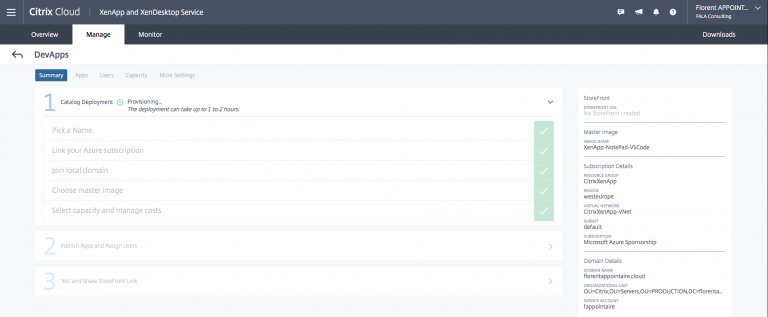 Citrix Cloud XenApp and XenDesktop Service
Florent APPOINT...
FALA Consulting
Overview Manage Monitor Downloads
DevApps
Summary Apps Users Capacity More Settings
1 Catalog Deployment Provisioning...
The deployment can take up to 1 to 2 hours.
Pick a Name
Link your Azure subscription
Join local domain
Choose master image
Select capacity and manage costs
2 Publish Apps and Assign Users
3 Test and Share StoreFront Link
StoreFront
STOREFRONT URL
No StoreFront created
Master Image
IMAGE NAME
XenApp-NotePad-VSCode
Subscription Details
RESOURCE GROUP
CitrixXenApp
REGION
westeurope
VIRTUAL NETWORK
CitrixXenApp-VNet
SUBNET
default
SUBSCRIPTION
Microsoft Azure Sponsorship
Domain Details
DOMAIN NAME
florentappointaire.cloud
ORGANIZATIONAL UNIT
OU=Citrix,OU=Servers,OU=PRODUCTION,DC=florenta...
SERVICE ACCOUNT
fappointaire